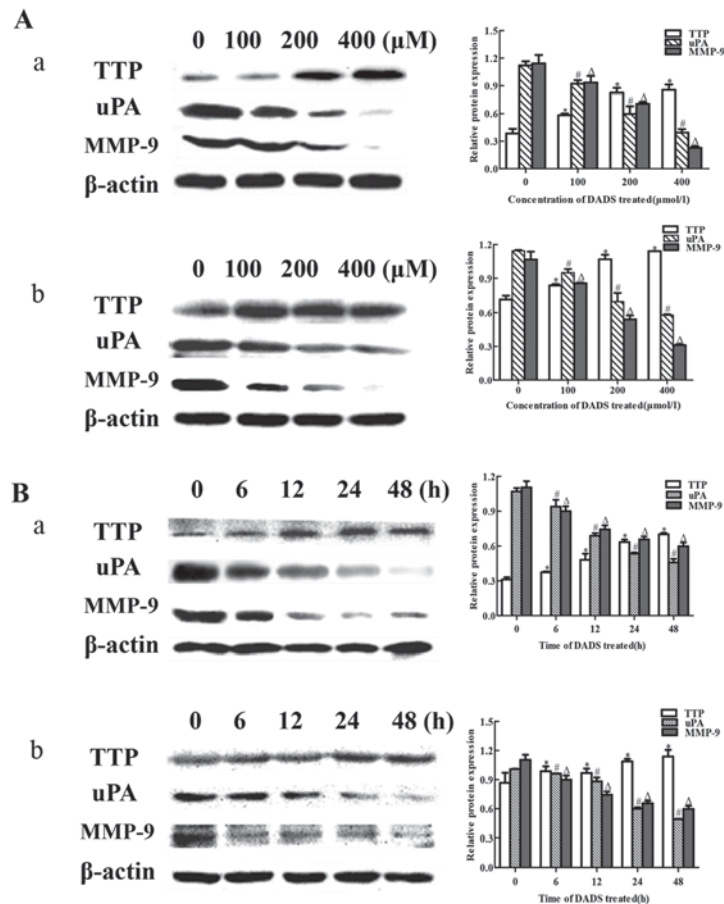 A
a
0 100 200 400 (μM)
TTP
uPA
MMP-9
β-actin
TTP
uPA
MMP-9
Relative protein expression
1.5
1.2
0.9
0.6
0.3
0.0
* # Δ * # Δ * # Δ
0 100 200 400
Concentration of DADS treated(μmol/l)
b
0 100 200 400 (μM)
TTP
uPA
MMP-9
β-actin
TTP
uPA
MMP-9
Relative protein expression
1.2
0.9
0.6
0.3
0.0
* # Δ * # Δ * # Δ
0 100 200 400
Concentration of DADS treated(μmol/l)
B
a
0 6 12 24 48 (h)
TTP
uPA
MMP-9
β-actin
TTP
uPA
MMP-9
Relative protein expression
1.2
0.9
0.6
0.3
0.0
* # Δ * # Δ * # Δ * # Δ
0 6 12 24 48
Time of DADS treated(h)
b
0 6 12 24 48 (h)
TTP
uPA
MMP-9
β-actin
TTP
uPA
MMP-9
Relative protein expression
1.5
1.2
0.9
0.6
0.3
0.0
* # Δ * # Δ * # Δ * # Δ
0 6 12 24 48
Time of DADS treated(h)